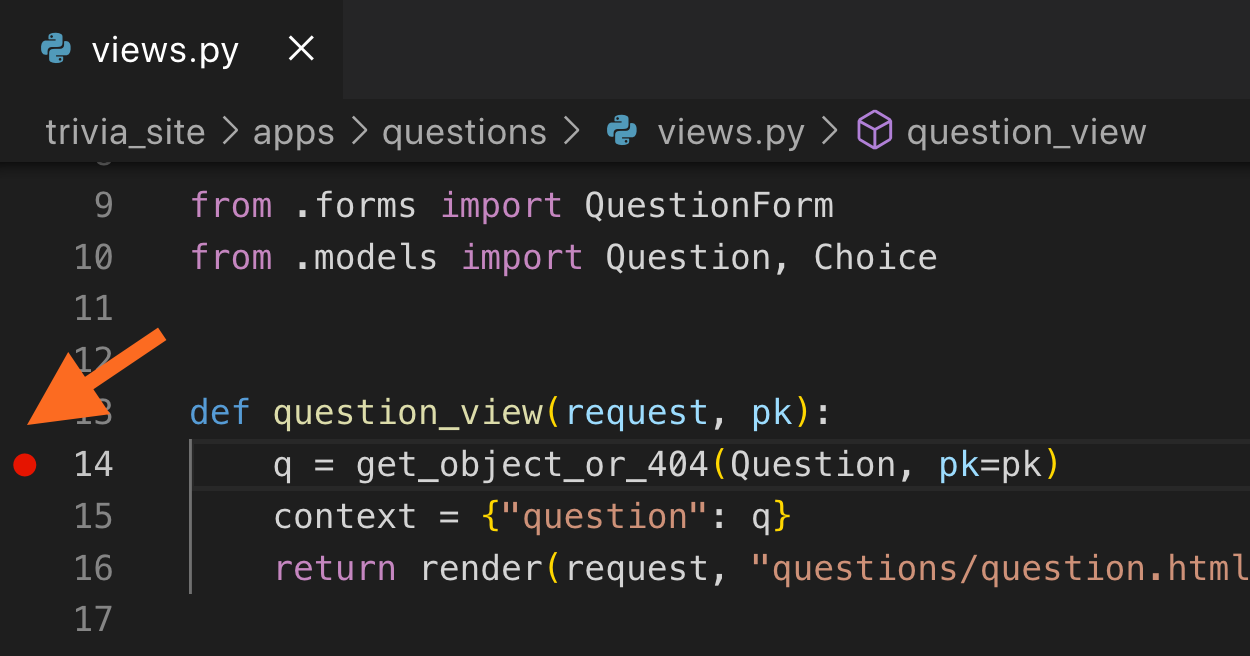 views.py
trivia_site > apps > questions > views.py > question_view
9 from .forms import QuestionForm
10 from .models import Question, Choice
11
12
13 def question_view(request, pk):
14 q = get_object_or_404(Question, pk=pk)
15 context = {"question": q}
16 return render(request, "questions/question.html
17